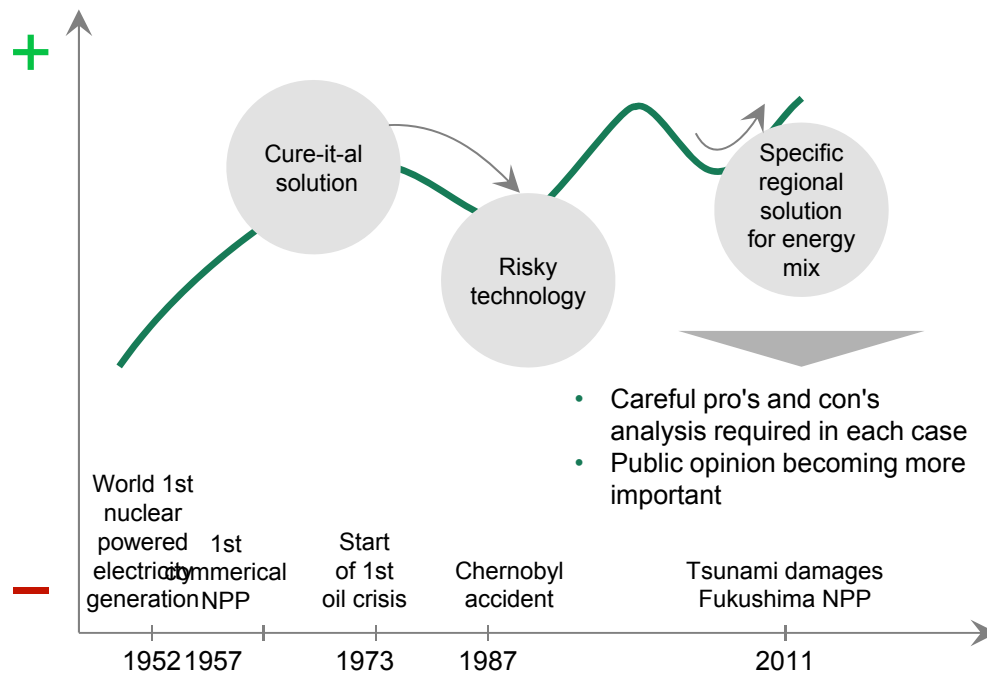 +
Cure-it-al
solution
Risky
technology
Specific
regional
solution
for energy
mix
• Careful pro's and con's
analysis required in each case
• Public opinion becoming more
important
World 1st
nuclear
powered
electricity
generation
1st
commerical
NPP
Start
of 1st
oil crisis
Chernobyl
accident
Tsunami damages
Fukushima NPP
–
1952
1957
1973
1987
2011